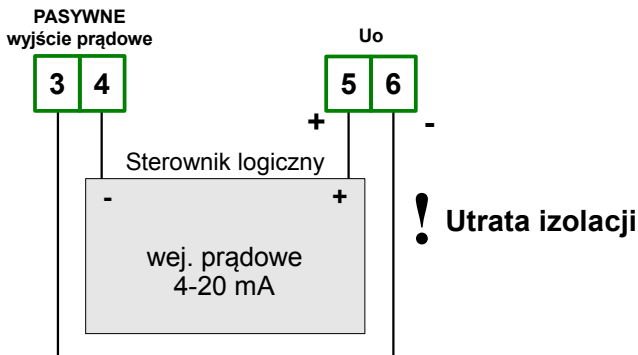 PASYWNE
wyjście prądowe
Uo
3 4
5 6
+ -
Sterownik logiczny
- +
! Utrata izolacji
wej. prądowe
4-20 mA